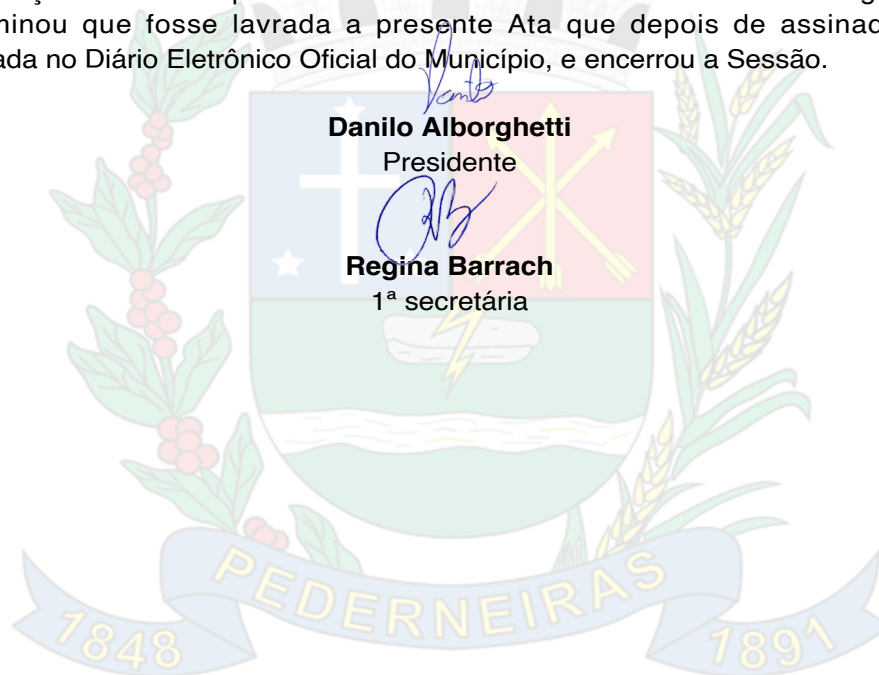 minou que fosse lavrada a presente Ata que depois de assinad
ada no Diário Eletrônico Oficial do Município, e encerrou a Sessão.
Danilo Alborghetti
Presidente
Regina Barrach
1ª secretária
PEDERNEIRAS
1848
1891